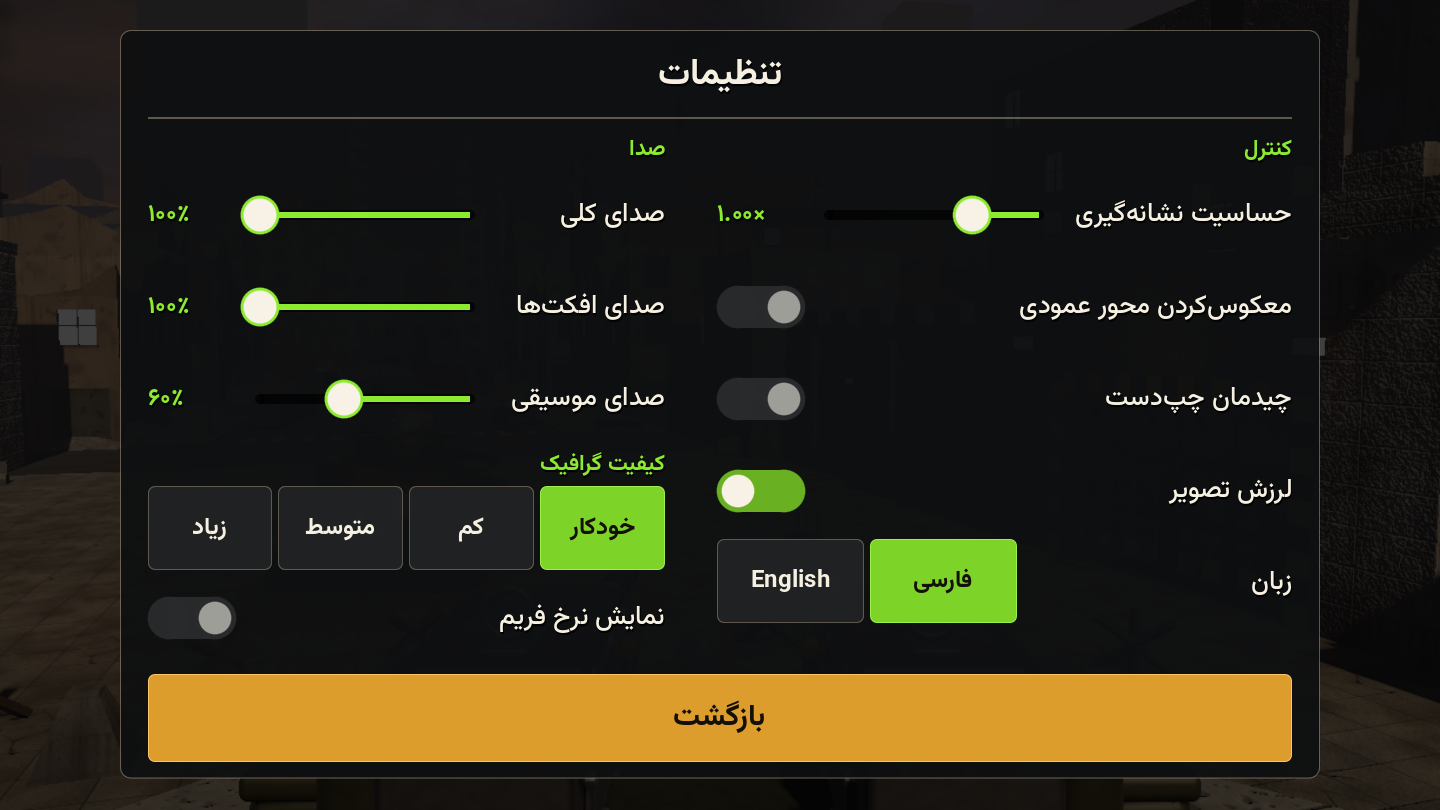 تنظیمات
کنترل
حساسیت نشانه‌گیری ۱.۰۰×
معکوس‌کردن محور عمودی
چیدمان چپ‌دست
لرزش تصویر
زبان فارسی English
صدا
صدای کلی ۱۰۰٪
صدای افکت‌ها ۱۰۰٪
صدای موسیقی ۶۰٪
کیفیت گرافیک
خودکار کم متوسط زیاد
نمایش نرخ فریم
بازگشت